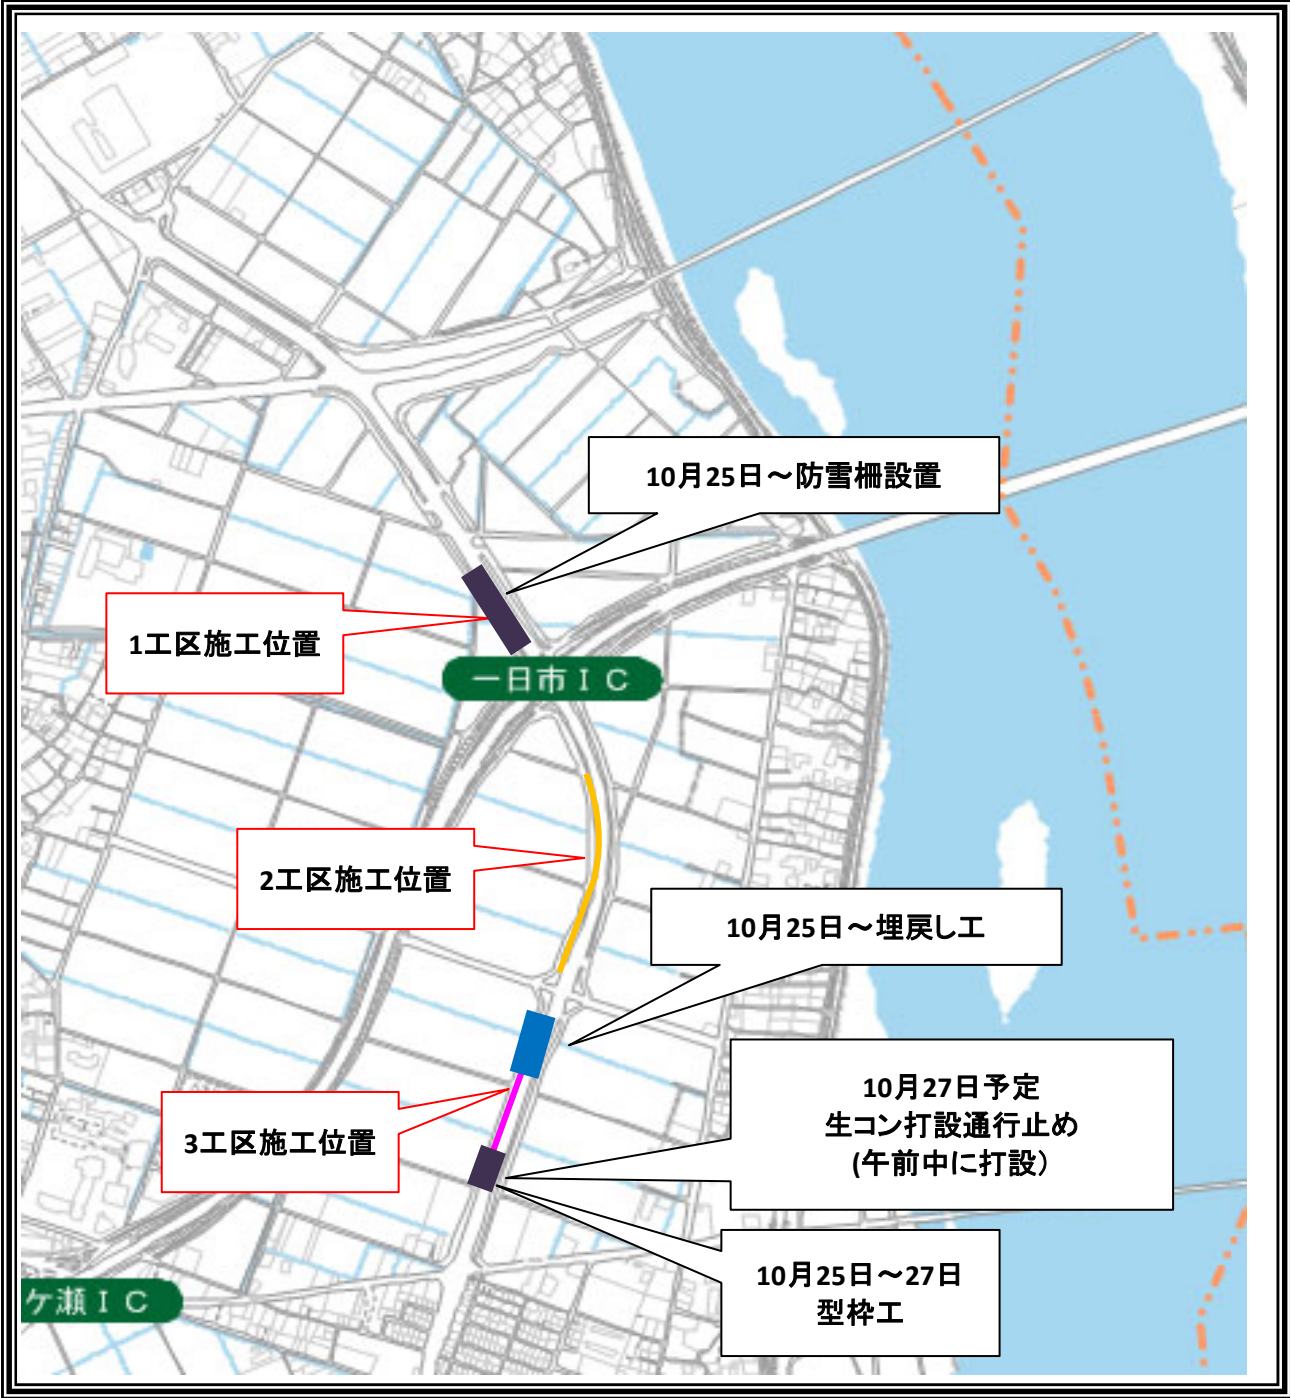 10月25日～防雪柵設置
1工区施工位置
一日市ＩＣ
2工区施工位置
10月25日～埋戻し工
10月27日予定
生コン打設通行止め
(午前中に打設）
3工区施工位置
10月25日～27日
型枠工
ケ瀬ＩＣ